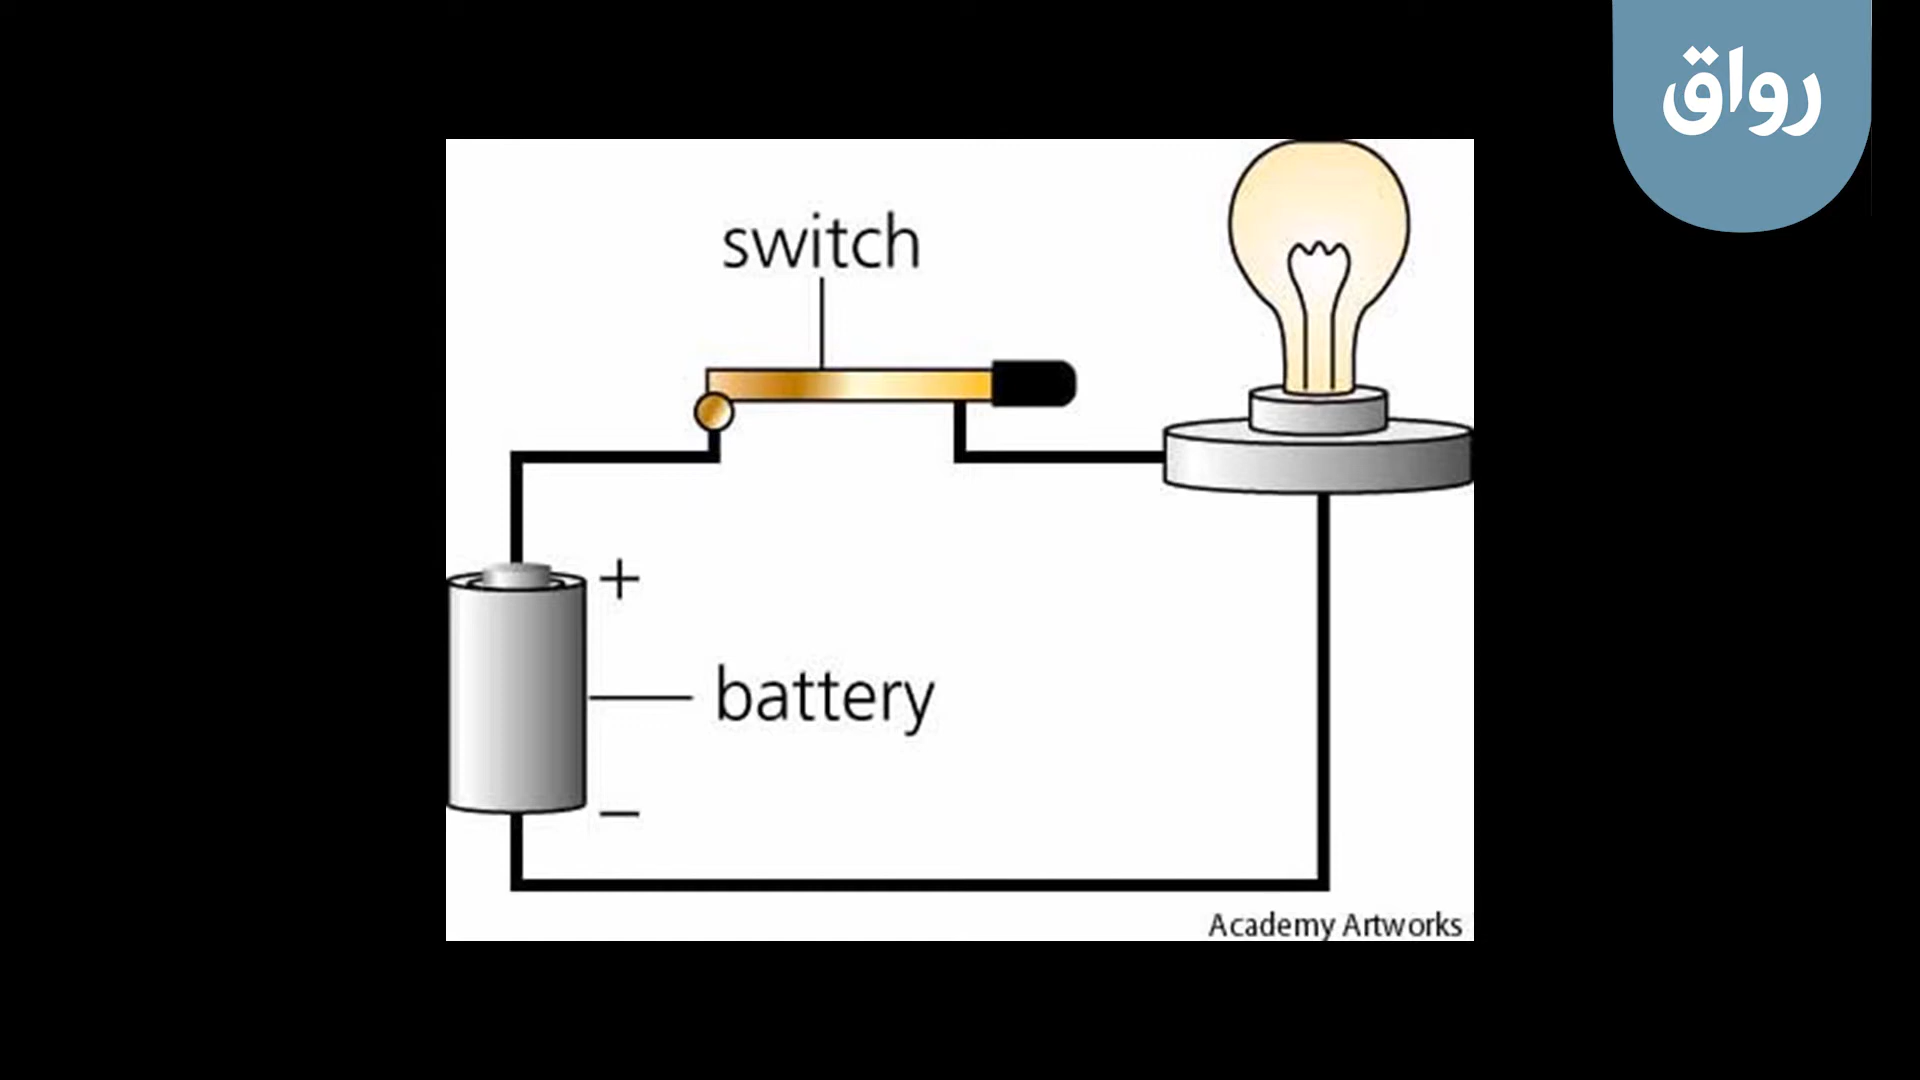 رواق
switch
+
battery
–
Academy Artworks